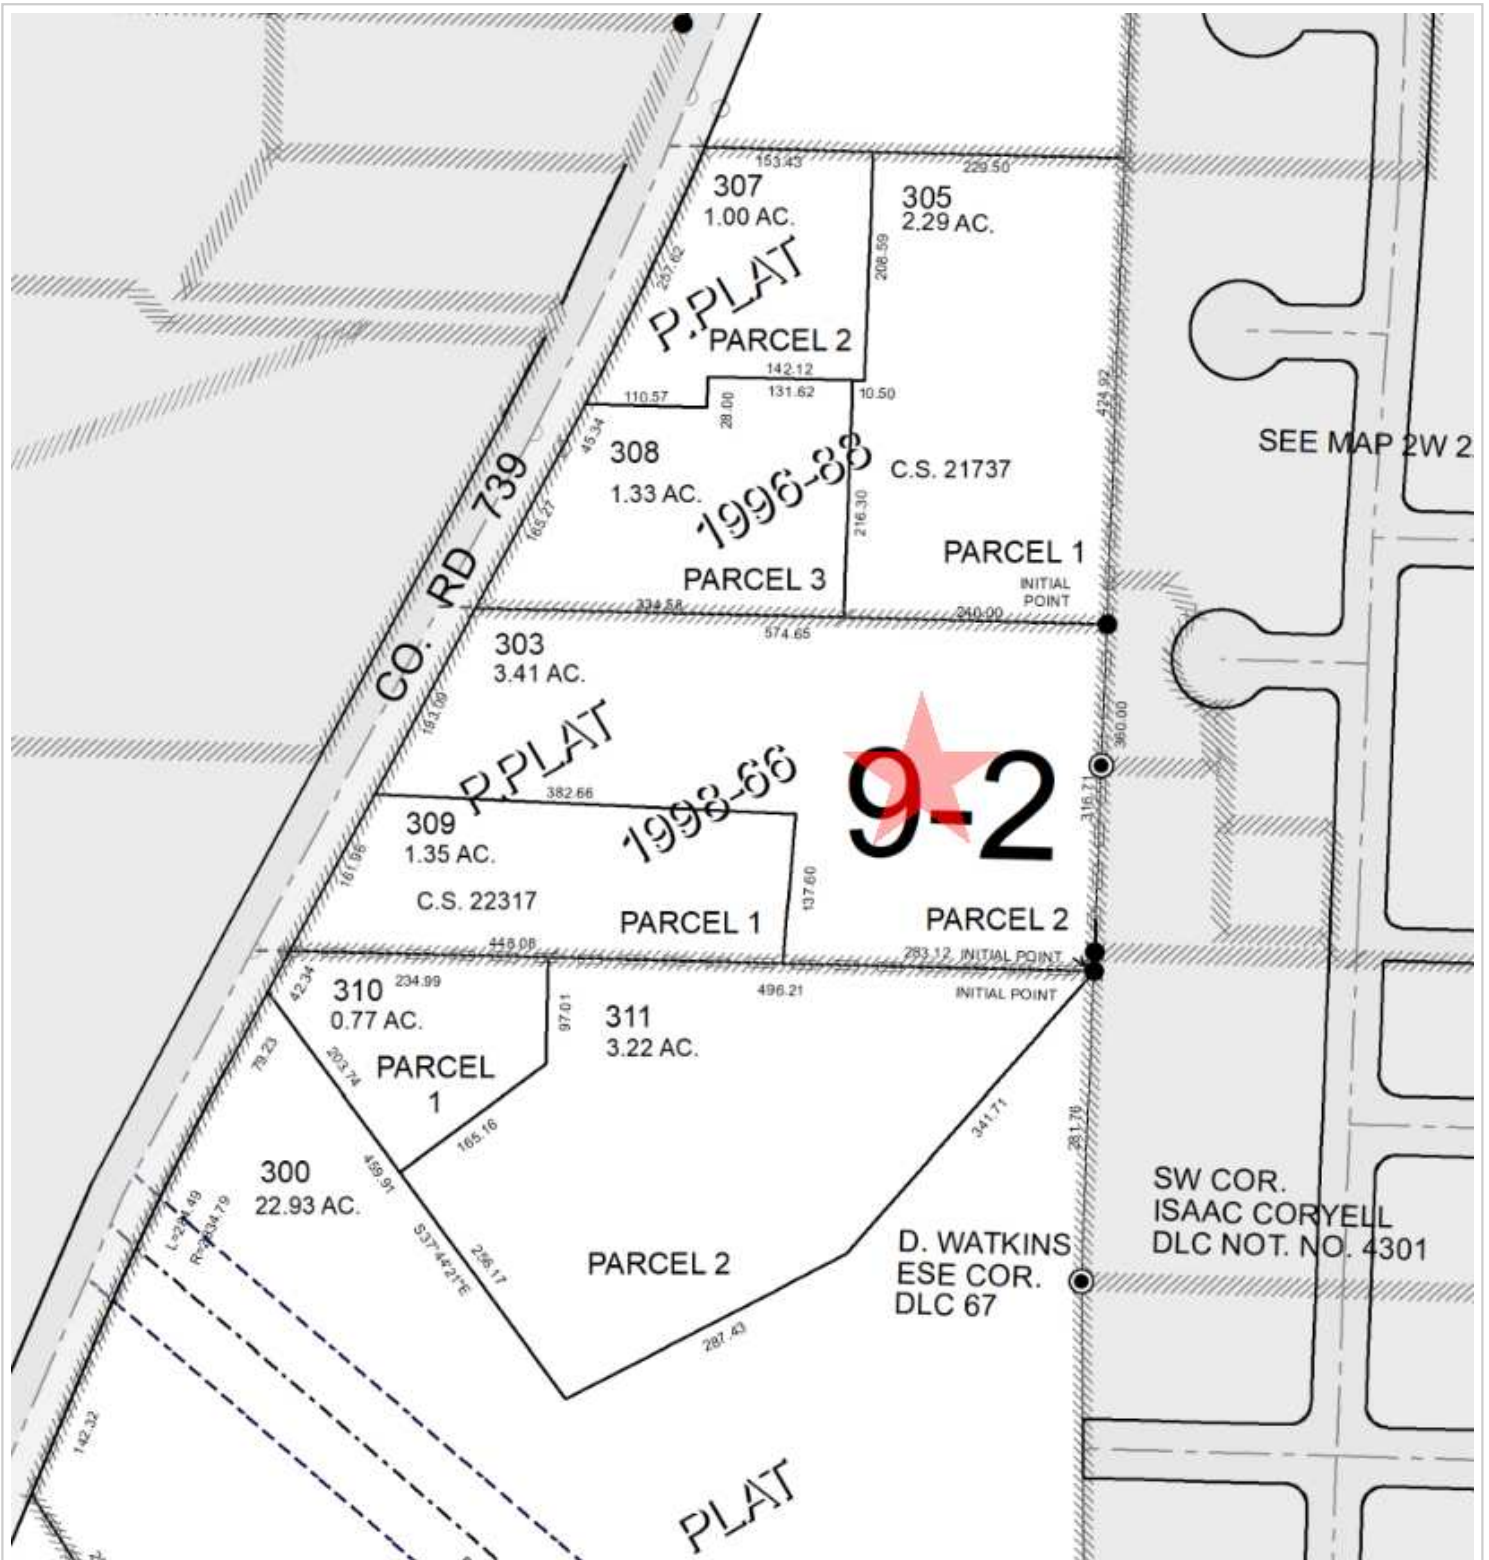 153.43
229.50
307
1.00 AC.
305
2.29 AC.
257.62
208.59
P.PLAT
PARCEL 2
142.12
131.62
10.50
110.57
28.00
424.92
45.34
308
1.33 AC.
1996-88
C.S. 21737
SEE MAP 2W 2
CO. RD 739
165.27
216.30
PARCEL 3
PARCEL 1
INITIAL
POINT
334.58
240.00
574.65
303
3.41 AC.
193.09
P.PLAT
1998-66
9-2
360.00
316.71
382.66
309
1.35 AC.
161.96
C.S. 22317
137.60
PARCEL 1
PARCEL 2
448.08
283.12
INITIAL POINT
INITIAL POINT
42.34
234.99
496.21
310
0.77 AC.
97.01
311
3.22 AC.
79.23
203.74
PARCEL
1
165.16
341.71
281.76
300
22.93 AC.
459.91
S37°44'21"E
256.17
PARCEL 2
287.43
SW COR.
ISAAC CORYELL
DLC NOT. NO. 4301
D. WATKINS
ESE COR.
DLC 67
142.32
PLAT